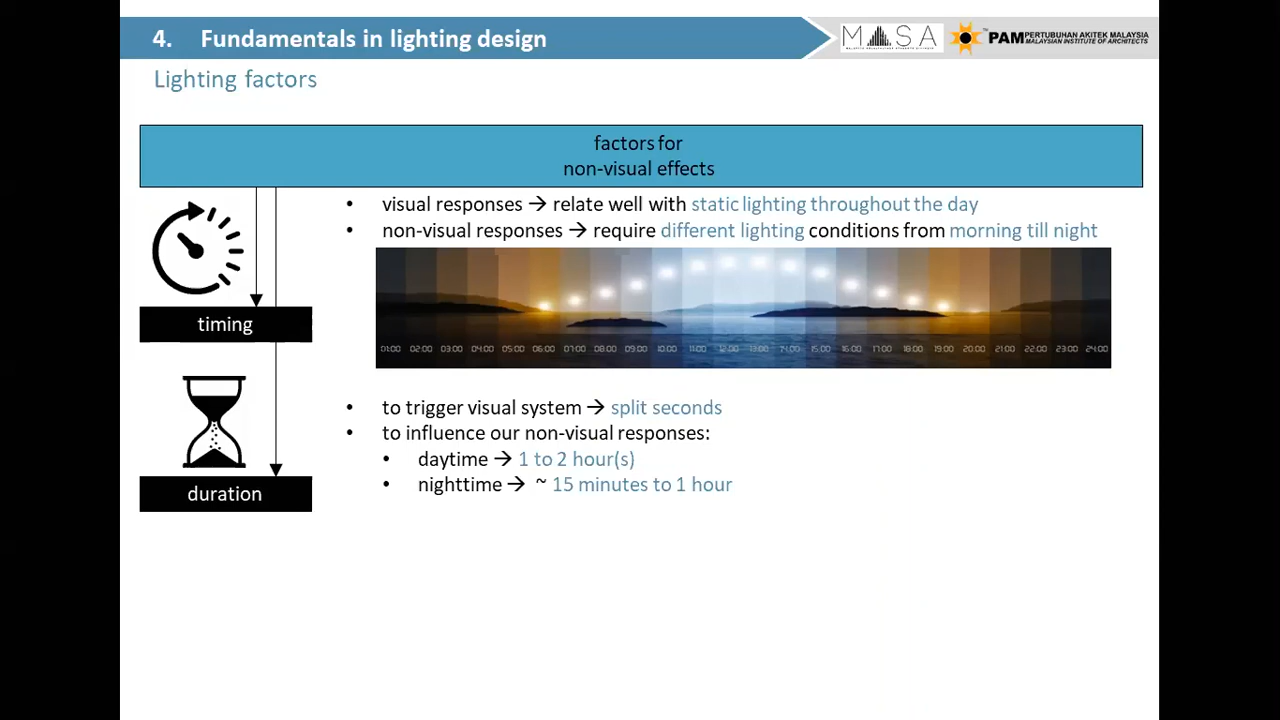 4. Fundamentals in lighting design
MASA
PAM PERTUBUHAN AKITEK MALAYSIA
MALAYSIAN INSTITUTE OF ARCHITECTS
Lighting factors
factors for
non-visual effects
• visual responses → relate well with static lighting throughout the day
• non-visual responses → require different lighting conditions from morning till night
timing
01:00 02:00 03:00 04:00 05:00 06:00 07:00 08:00 09:00 10:00 11:00 12:00 13:00 14:00 15:00 16:00 17:00 18:00 19:00 20:00 21:00 22:00 23:00 24:00
• to trigger visual system → split seconds
• to influence our non-visual responses:
• daytime → 1 to 2 hour(s)
• nighttime → ~ 15 minutes to 1 hour
duration